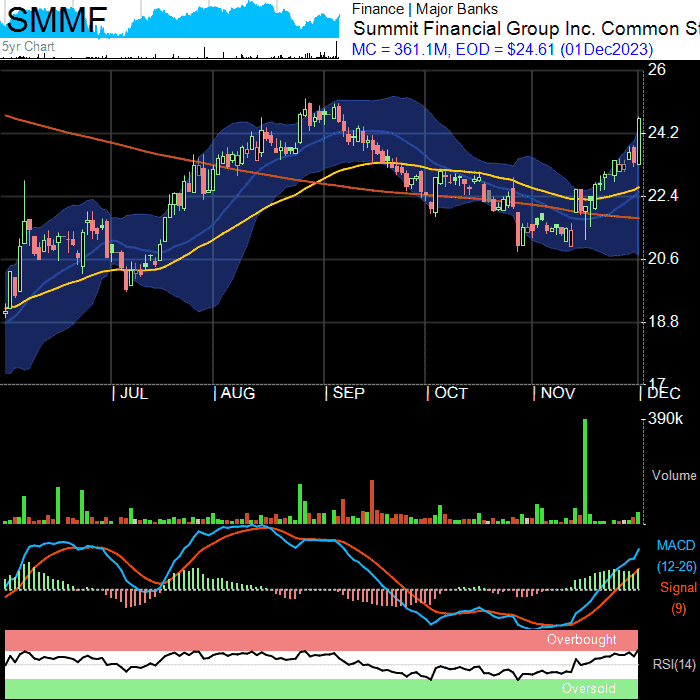 SMMF
5yr Chart
Finance | Major Banks
Summit Financial Group Inc. Common St
MC = 361.1M, EOD = $24.61 (01Dec2023)
26
24.2
22.4
20.6
18.8
17
JUL AUG SEP OCT NOV DEC
390k
Volume
MACD
(12-26)
Signal
(9)
Overbought
RSI(14)
Oversold